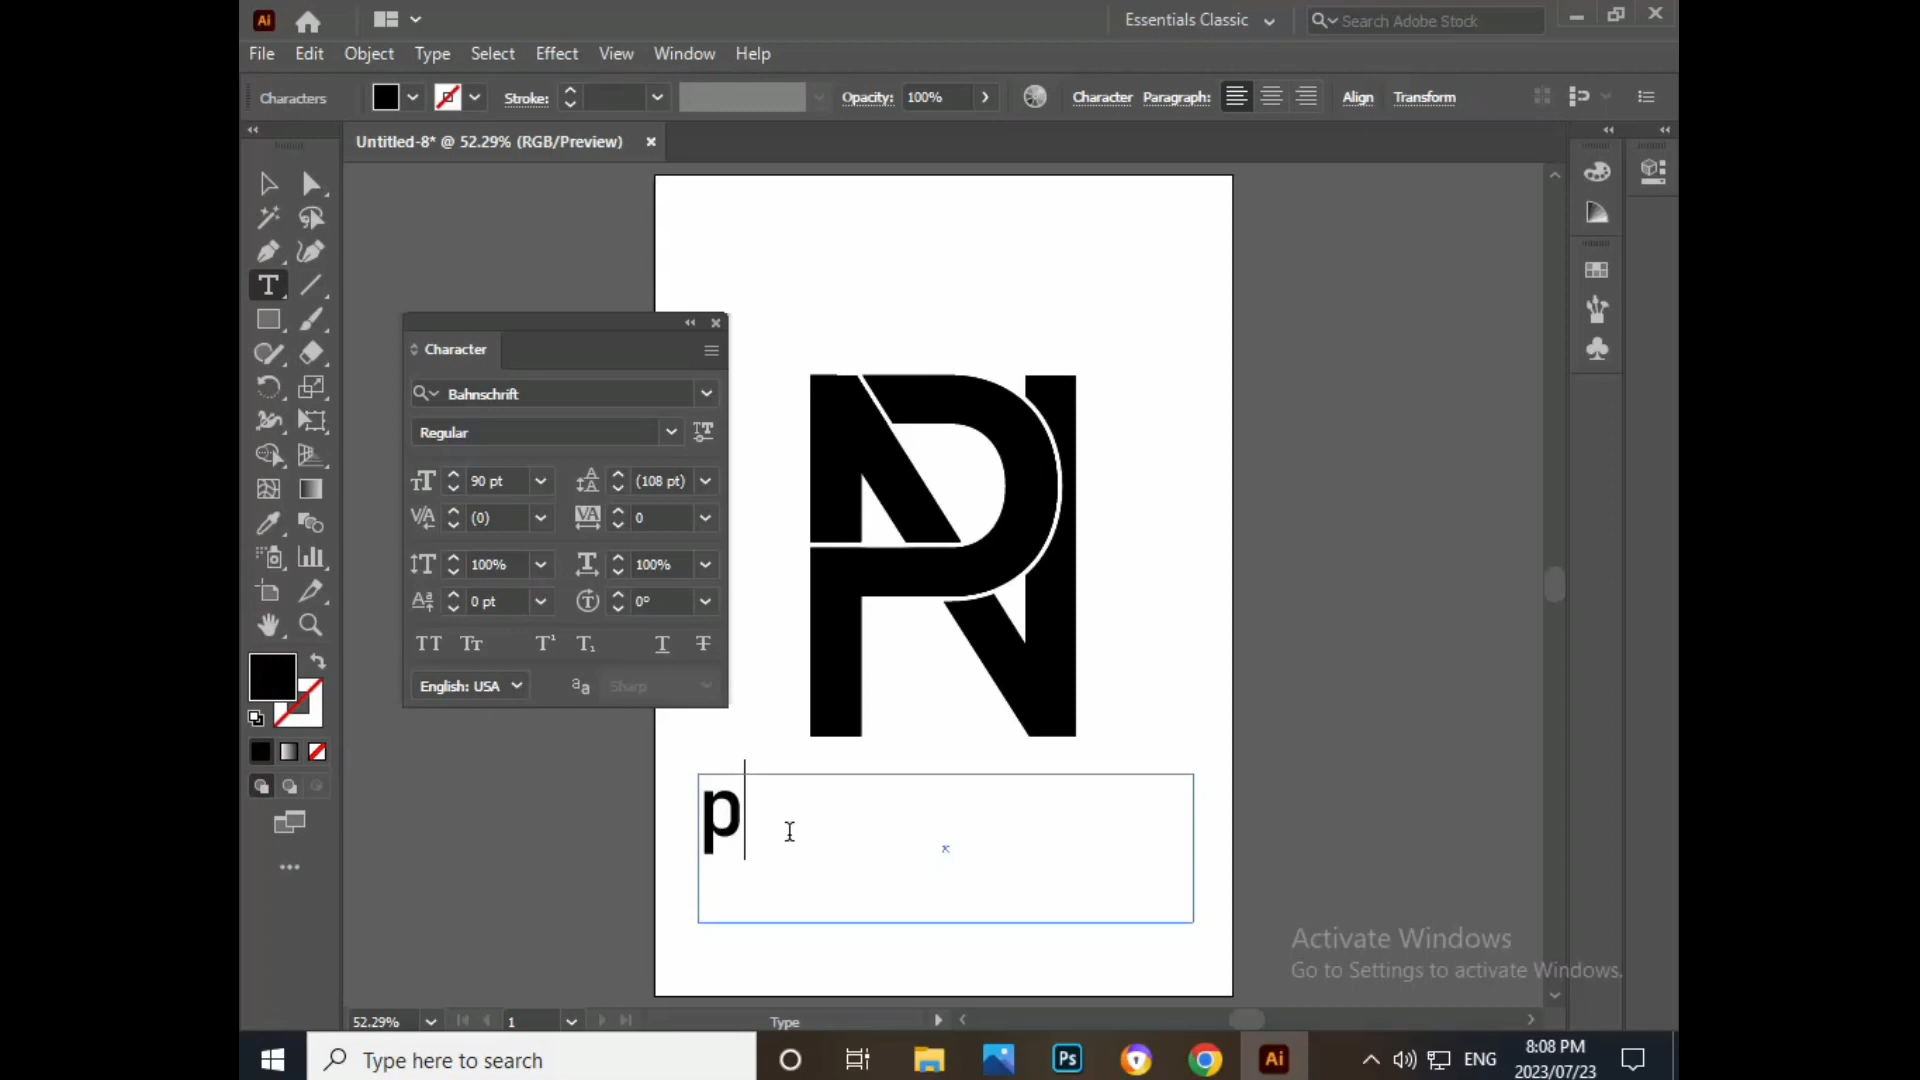 Ai
Essentials Classic
Search Adobe Stock
File Edit Object Type Select Effect View Window Help
Characters
Stroke:
Opacity: 100%
Character Paragraph:
Align Transform
Untitled-8* @ 52.29% (RGB/Preview)
Character
Bahnschrift
Regular
90 pt (108 pt)
(0) 0
100% 100%
0 pt 0°
English: USA
Sharp
p
Activate Windows
Go to Settings to activate Windows.
52.29%
1
Type
Type here to search
Ps
Ai
ENG
8:08 PM
2023/07/23